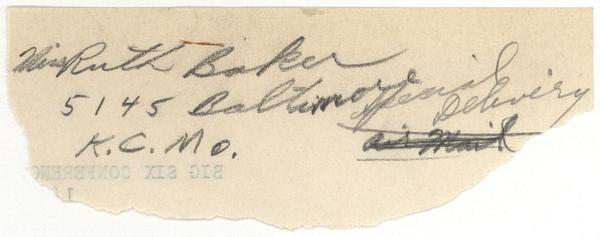 Miss Ruth Baker
5145 Baltimore
K.C. Mo.
Special
Delivery
air Mail
BIG SIX CONFERENC